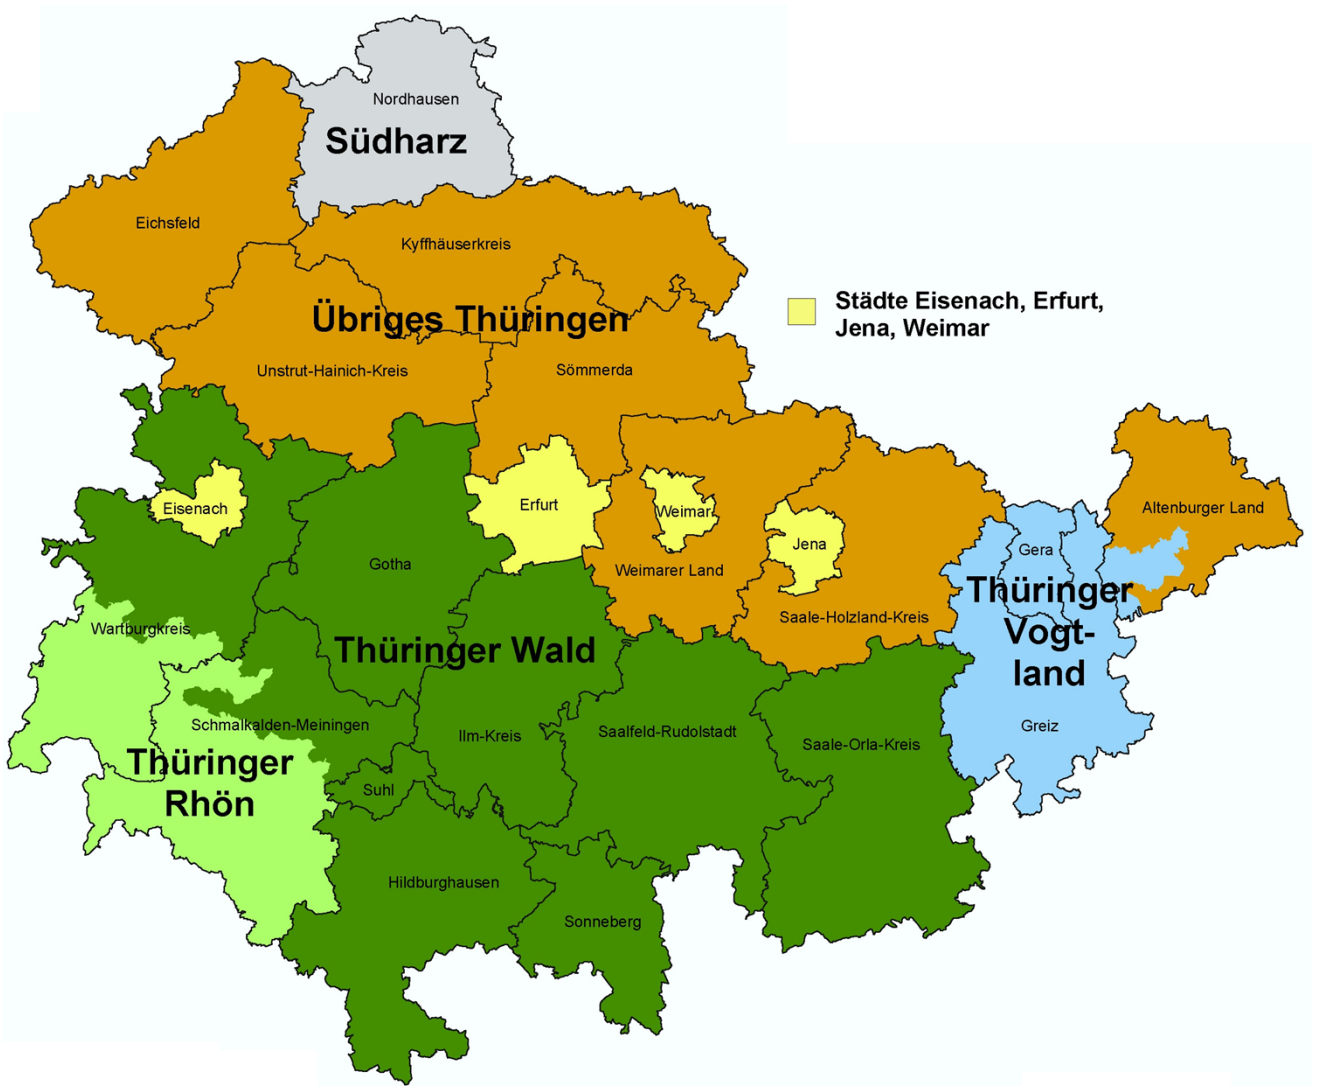 Nordhausen
Südharz
Eichsfeld
Kyffhäuserkreis
Städte Eisenach, Erfurt,
Jena, Weimar
Übriges Thüringen
Unstrut-Hainich-Kreis
Sömmerda
Eisenach
Erfurt
Weimar
Altenburger Land
Jena
Gera
Gotha
Weimarer Land
Thüringer
Vogt-
land
Saale-Holzland-Kreis
Wartburgkreis
Thüringer Wald
Schmalkalden-Meiningen
Ilm-Kreis
Saalfeld-Rudolstadt
Saale-Orla-Kreis
Greiz
Thüringer
Rhön
Suhl
Hildburghausen
Sonneberg